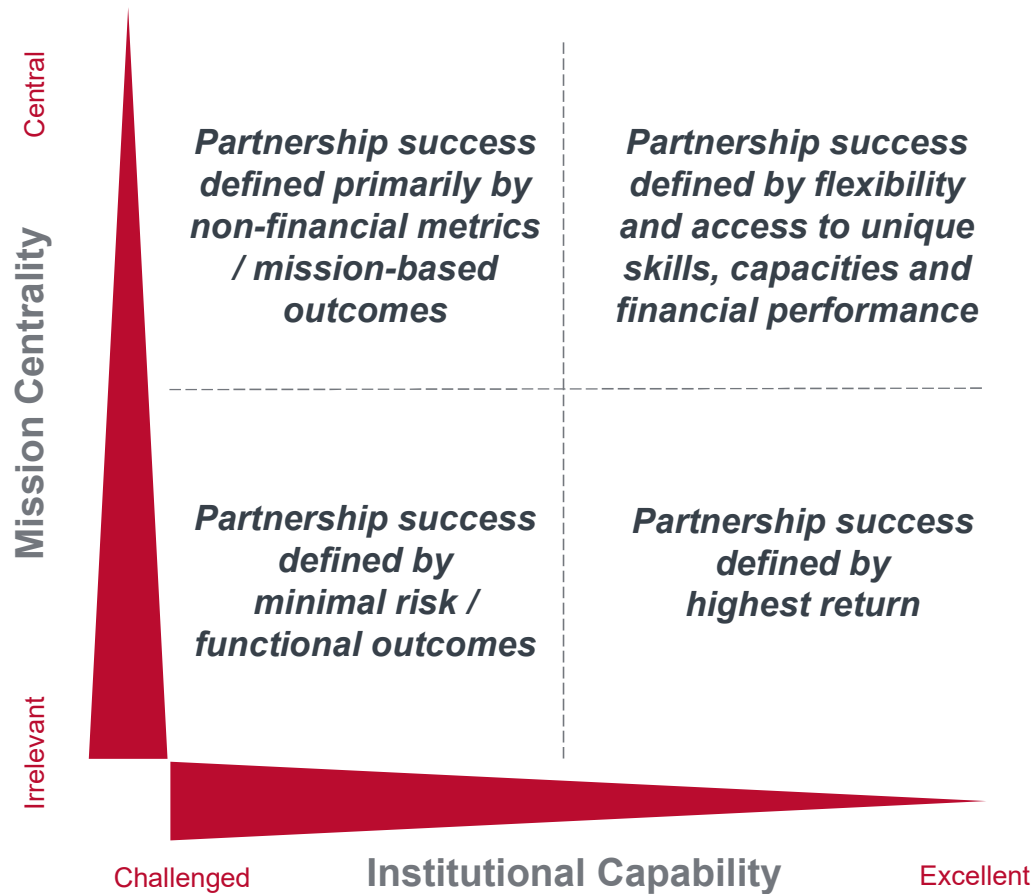 Central
Mission Centrality
Irrelevant
Partnership success
defined primarily by
non-financial metrics
/ mission-based
outcomes
Partnership success
defined by flexibility
and access to unique
skills, capacities and
financial performance
Partnership success
defined by
minimal risk /
functional outcomes
Partnership success
defined by
highest return
Challenged
Institutional Capability
Excellent